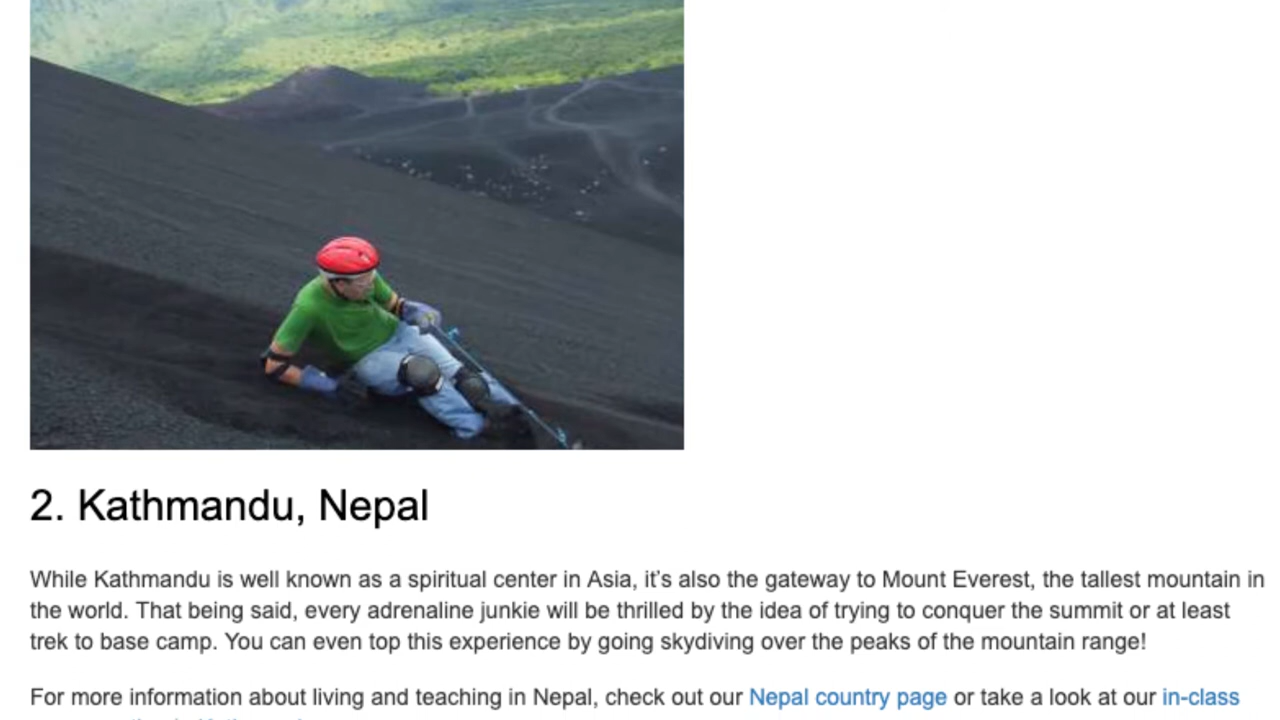 2. Kathmandu, Nepal
While Kathmandu is well known as a spiritual center in Asia, it’s also the gateway to Mount Everest, the tallest mountain in
the world. That being said, every adrenaline junkie will be thrilled by the idea of trying to conquer the summit or at least
trek to base camp. You can even top this experience by going skydiving over the peaks of the mountain range!
For more information about living and teaching in Nepal, check out our Nepal country page or take a look at our in-class